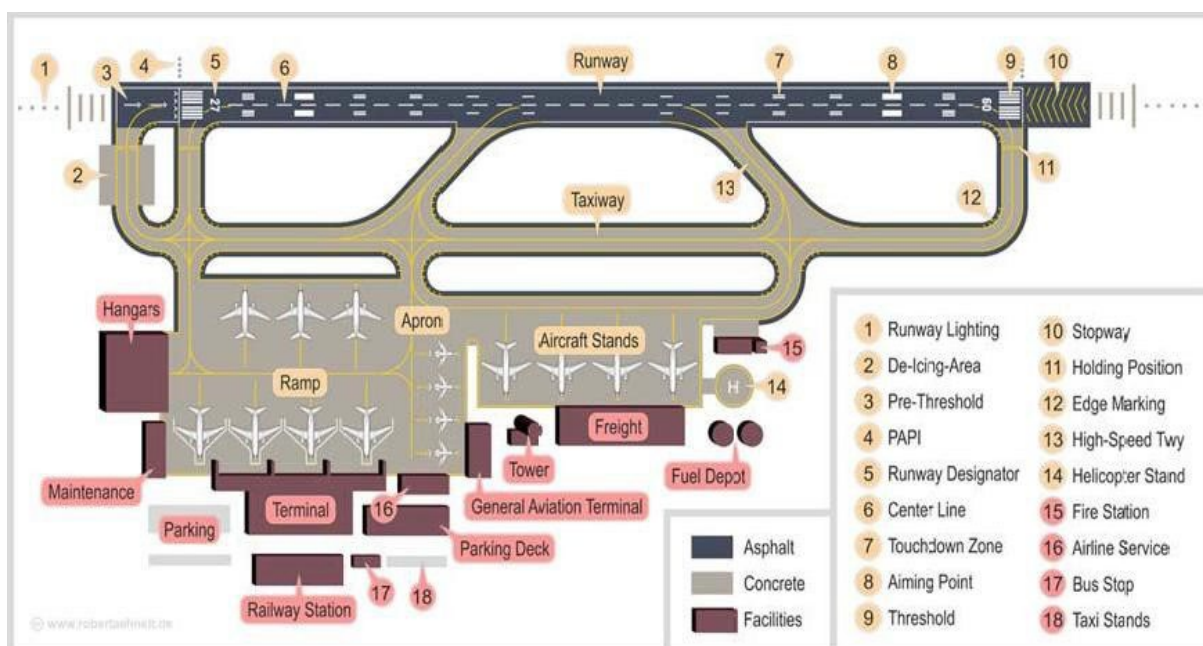 1
3
4
5
6
Runway
7
8
9
10
27
09
2
13
11
12
Taxiway
Hangars
Apron
Aircraft Stands
15
Ramp
H
14
Freight
Tower
Fuel Depot
Maintenance
Terminal
16
General Aviation Terminal
Parking
Parking Deck
Railway Station
17
18
Asphalt
Concrete
Facilities
1 Runway Lighting
2 De-Icing-Area
3 Pre-Threshold
4 PAPI
5 Runway Designator
6 Center Line
7 Touchdown Zone
8 Aiming Point
9 Threshold
10 Stopway
11 Holding Position
12 Edge Marking
13 High-Speed Twy
14 Helicopter Stand
15 Fire Station
16 Airline Service
17 Bus Stop
18 Taxi Stands